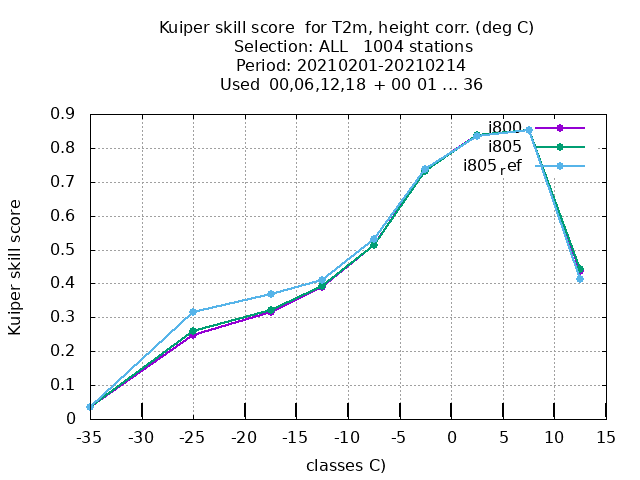 Kuiper skill score  for T2m, height corr. (deg C)
Selection: ALL   1004 stations
Period: 20210201-20210214
Used  00,06,12,18  + 00 01 ... 36
i800
i805
i805ref
Kuiper skill score
0.9
0.8
0.7
0.6
0.5
0.4
0.3
0.2
0.1
0
-35 -30 -25 -20 -15 -10 -5 0 5 10 15
classes C)